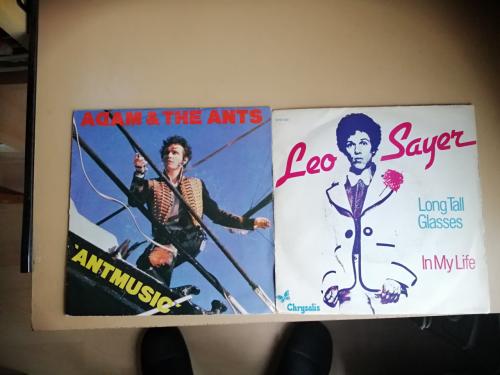 ADAM & THE ANTS
"ANTMUSIC"
Leo Sayer
Long Tall
Glasses
In My Life
Chrysalis